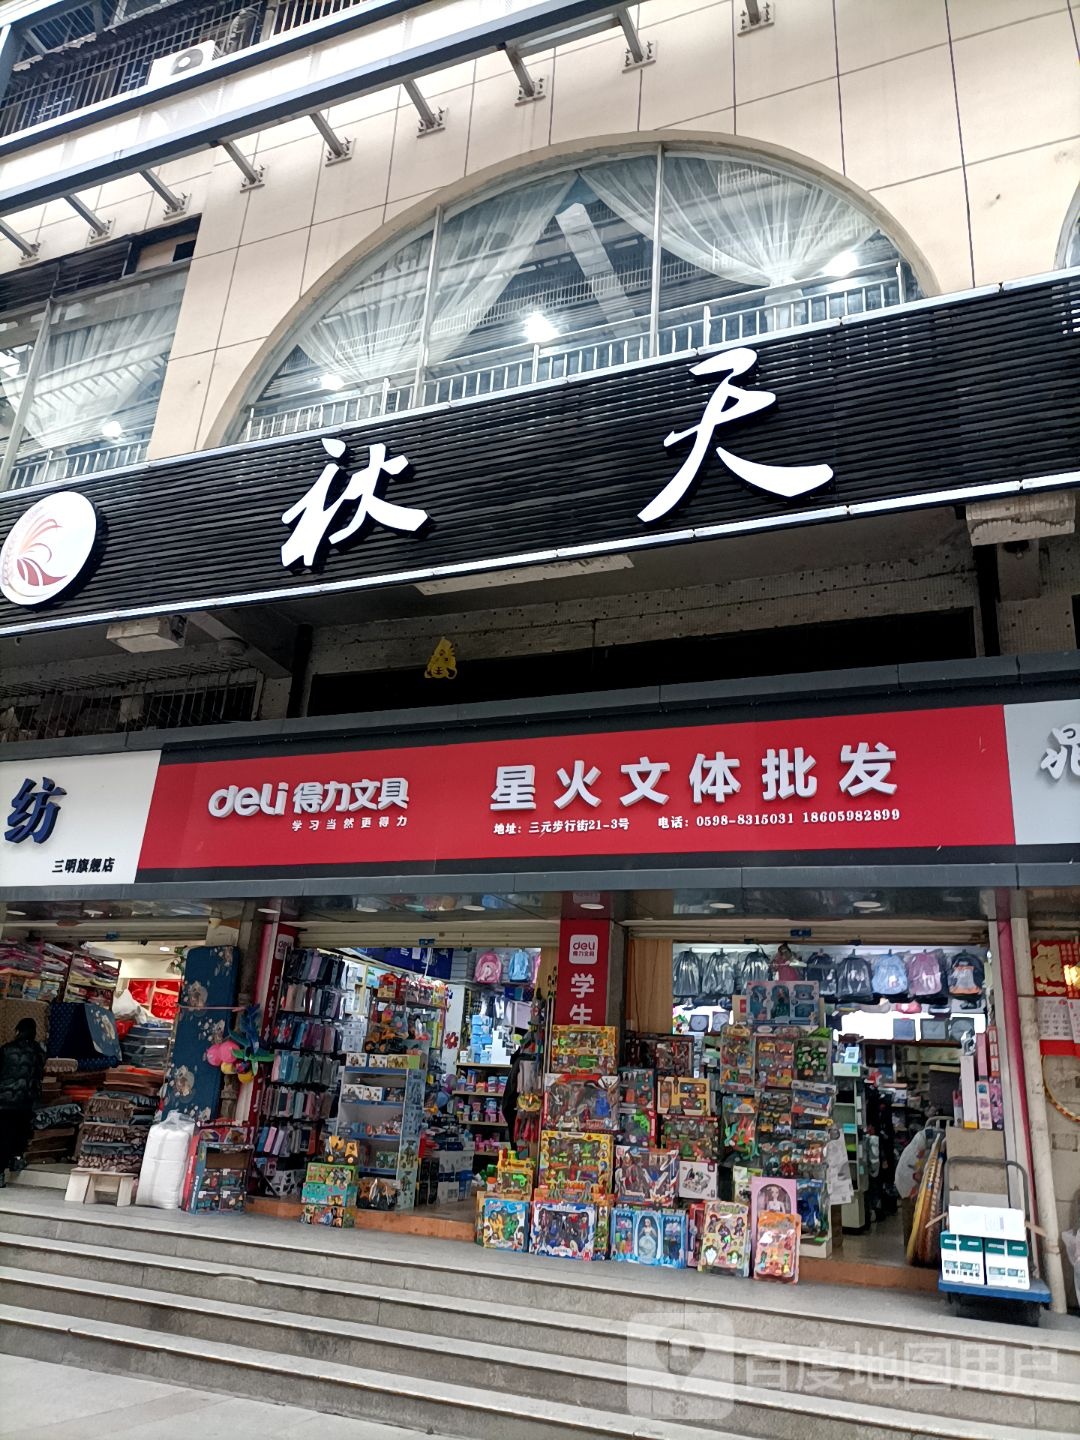 秋天
纺
三明旗舰店
deli 得力文具
学习当然更得力
星火文体批发
地址：三元步行街21-3号 电话：0598-8315031 18605982899
deli
得力文具
学生
百度地图用户